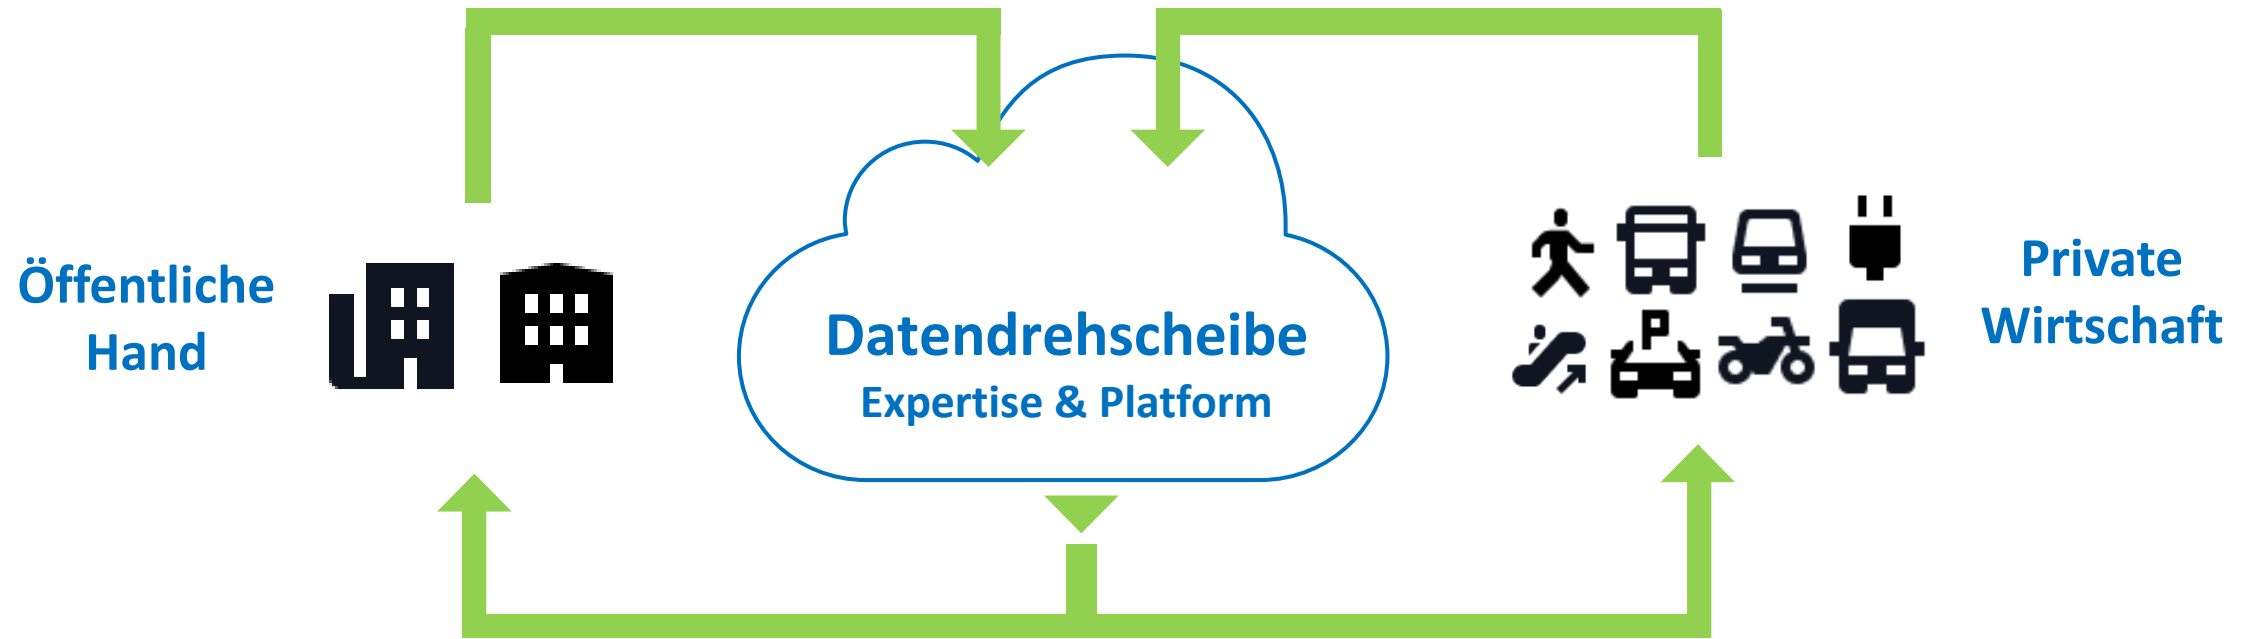 Öffentliche
Hand
Datendrehscheibe
Expertise & Platform
P
Private
Wirtschaft